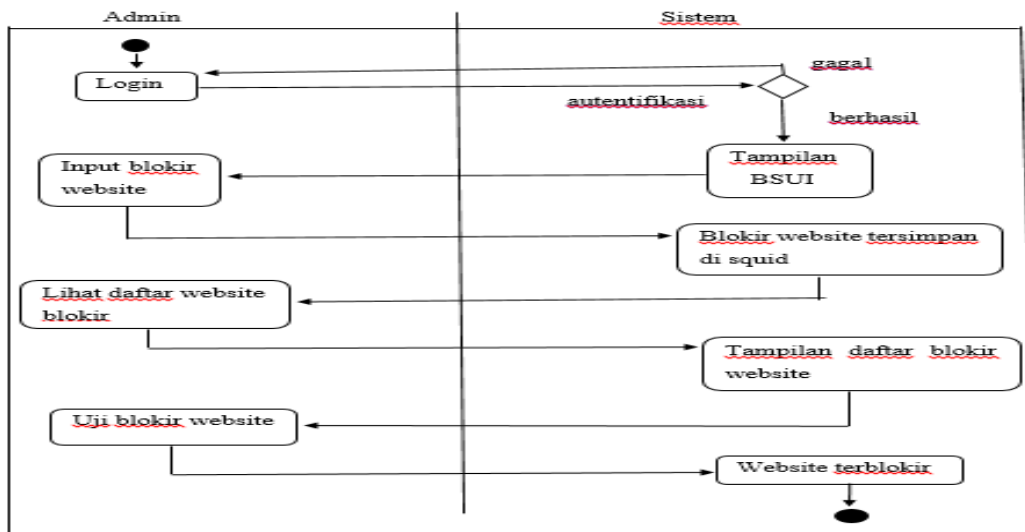 Admin
Sistem
gagal
Login
autentifikasi
berhasil
Tampilan
BSUI
Input blokir
website
Blokir website tersimpan
di squid
Lihat daftar website
blokir
Tampilan daftar blokir
website
Uji blokir website
Website terblokir